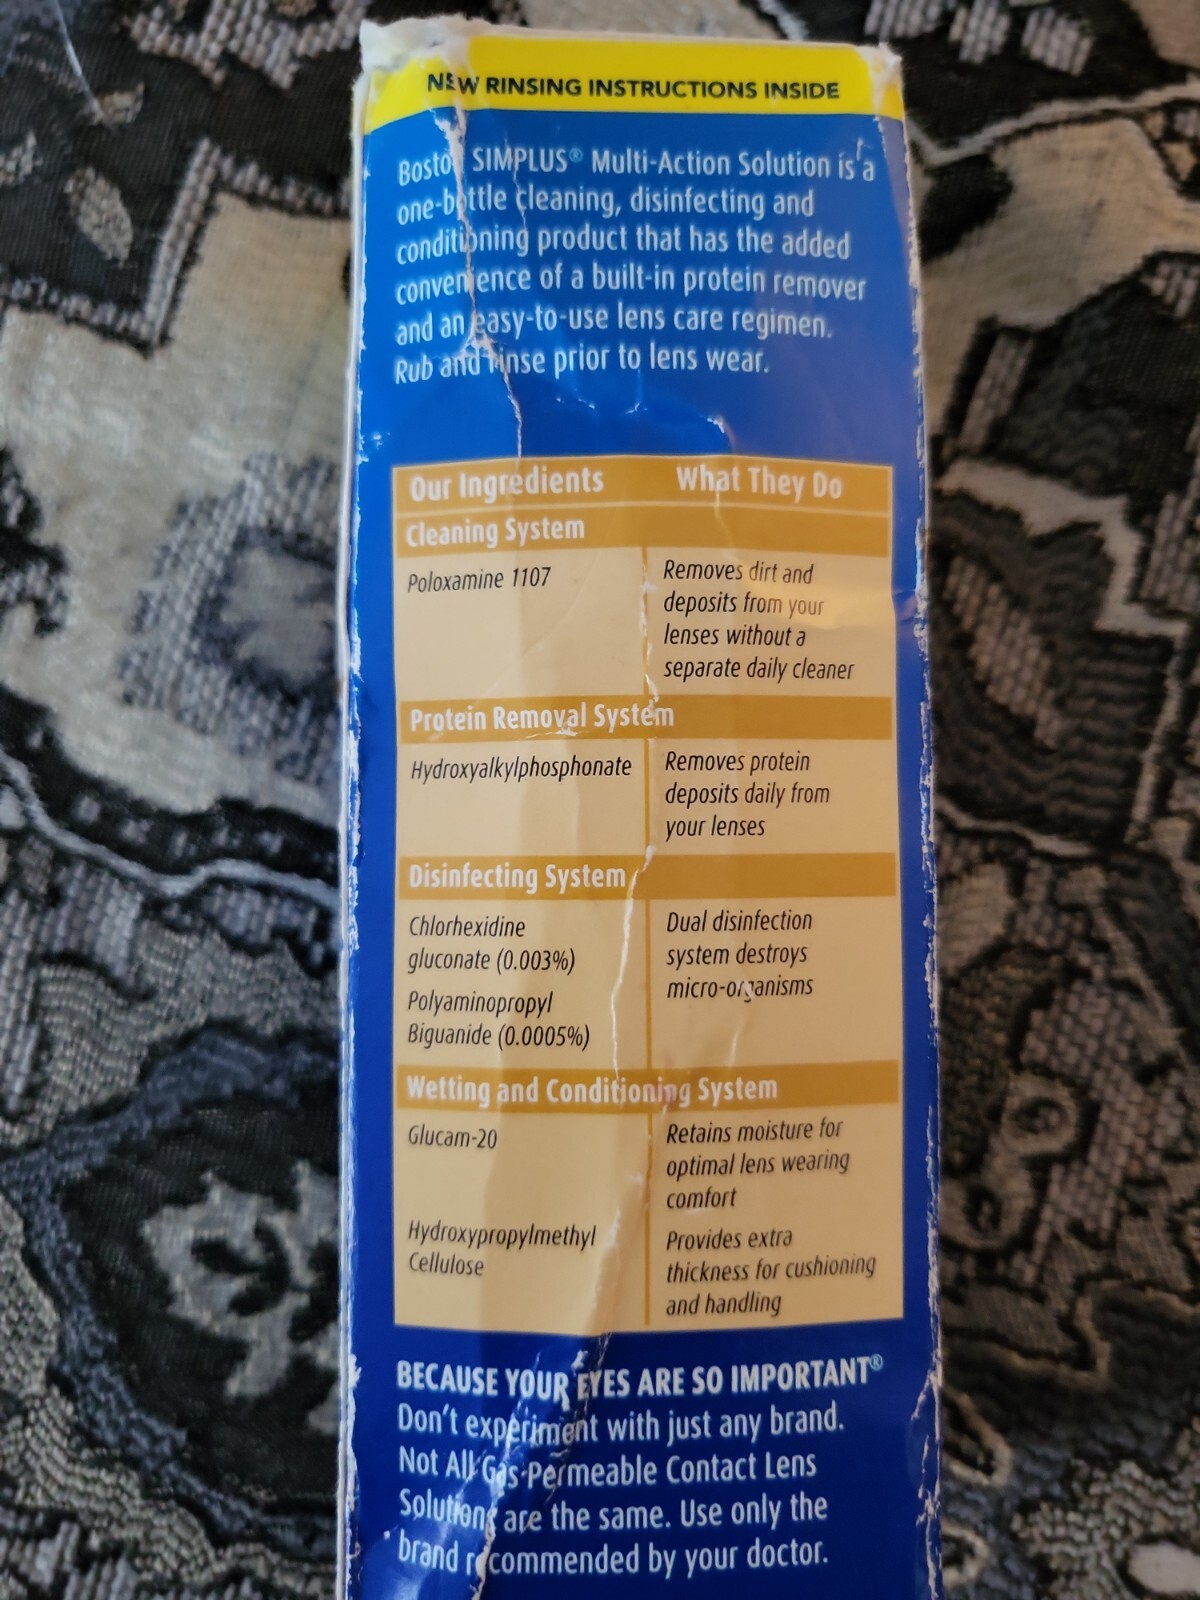 NEW RINSING INSTRUCTIONS INSIDE
Boston SIMPLUS® Multi-Action Solution is a
one-bottle cleaning, disinfecting and
conditioning product that has the added
convenience of a built-in protein remover
and an easy-to-use lens care regimen.
Rub and rinse prior to lens wear.
Our Ingredients What They Do
Cleaning System
Poloxamine 1107
Removes dirt and
deposits from your
lenses without a
separate daily cleaner
Protein Removal System
Hydroxyalkylphosphonate
Removes protein
deposits daily from
your lenses
Disinfecting System
Chlorhexidine
gluconate (0.003%)
Polyaminopropyl
Biguanide (0.0005%)
Dual disinfection
system destroys
micro-organisms
Wetting and Conditioning System
Glucam-20
Retains moisture for
optimal lens wearing
comfort
Hydroxypropylmethyl
Cellulose
Provides extra
thickness for cushioning
and handling
BECAUSE YOUR EYES ARE SO IMPORTANT®
Don't experiment with just any brand.
Not All Gas-Permeable Contact Lens
Solutions are the same. Use only the
brand recommended by your doctor.